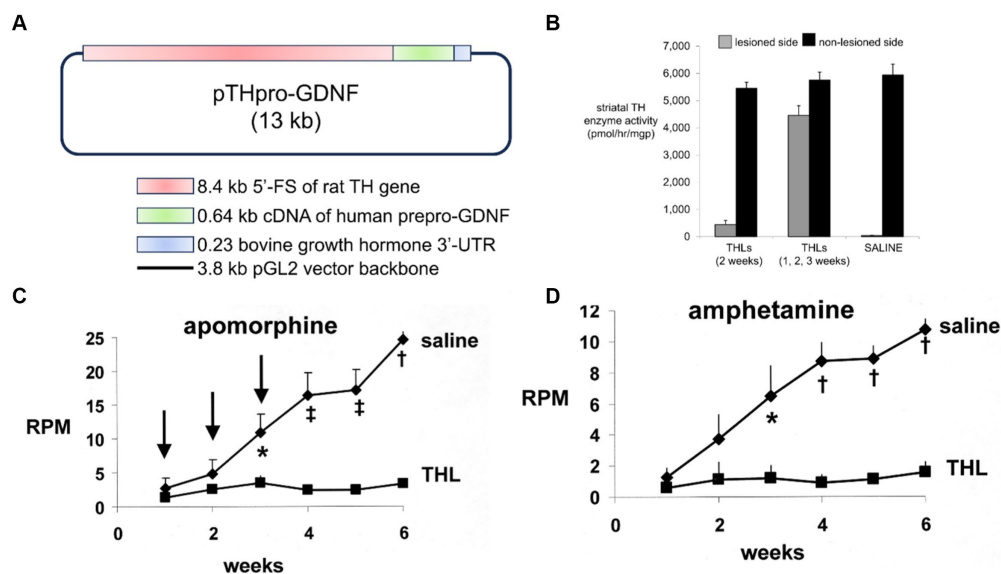 A
pTHpro-GDNF
(13 kb)
8.4 kb 5'-FS of rat TH gene
0.64 kb cDNA of human prepro-GDNF
0.23 bovine growth hormone 3'-UTR
3.8 kb pGL2 vector backbone
B
lesioned side non-lesioned side
striatal TH
enzyme activity
(pmol/hr/mgp)
7,000
6,000
5,000
4,000
3,000
2,000
1,000
0
THLs
(2 weeks)
THLs
(1, 2, 3 weeks)
SALINE
C
apomorphine
saline
THL
RPM
25
20
15
10
5
0
*
‡
‡
†
0 2 4 6
weeks
D
amphetamine
saline
THL
RPM
12
10
8
6
4
2
0
*
†
†
†
0 2 4 6
weeks